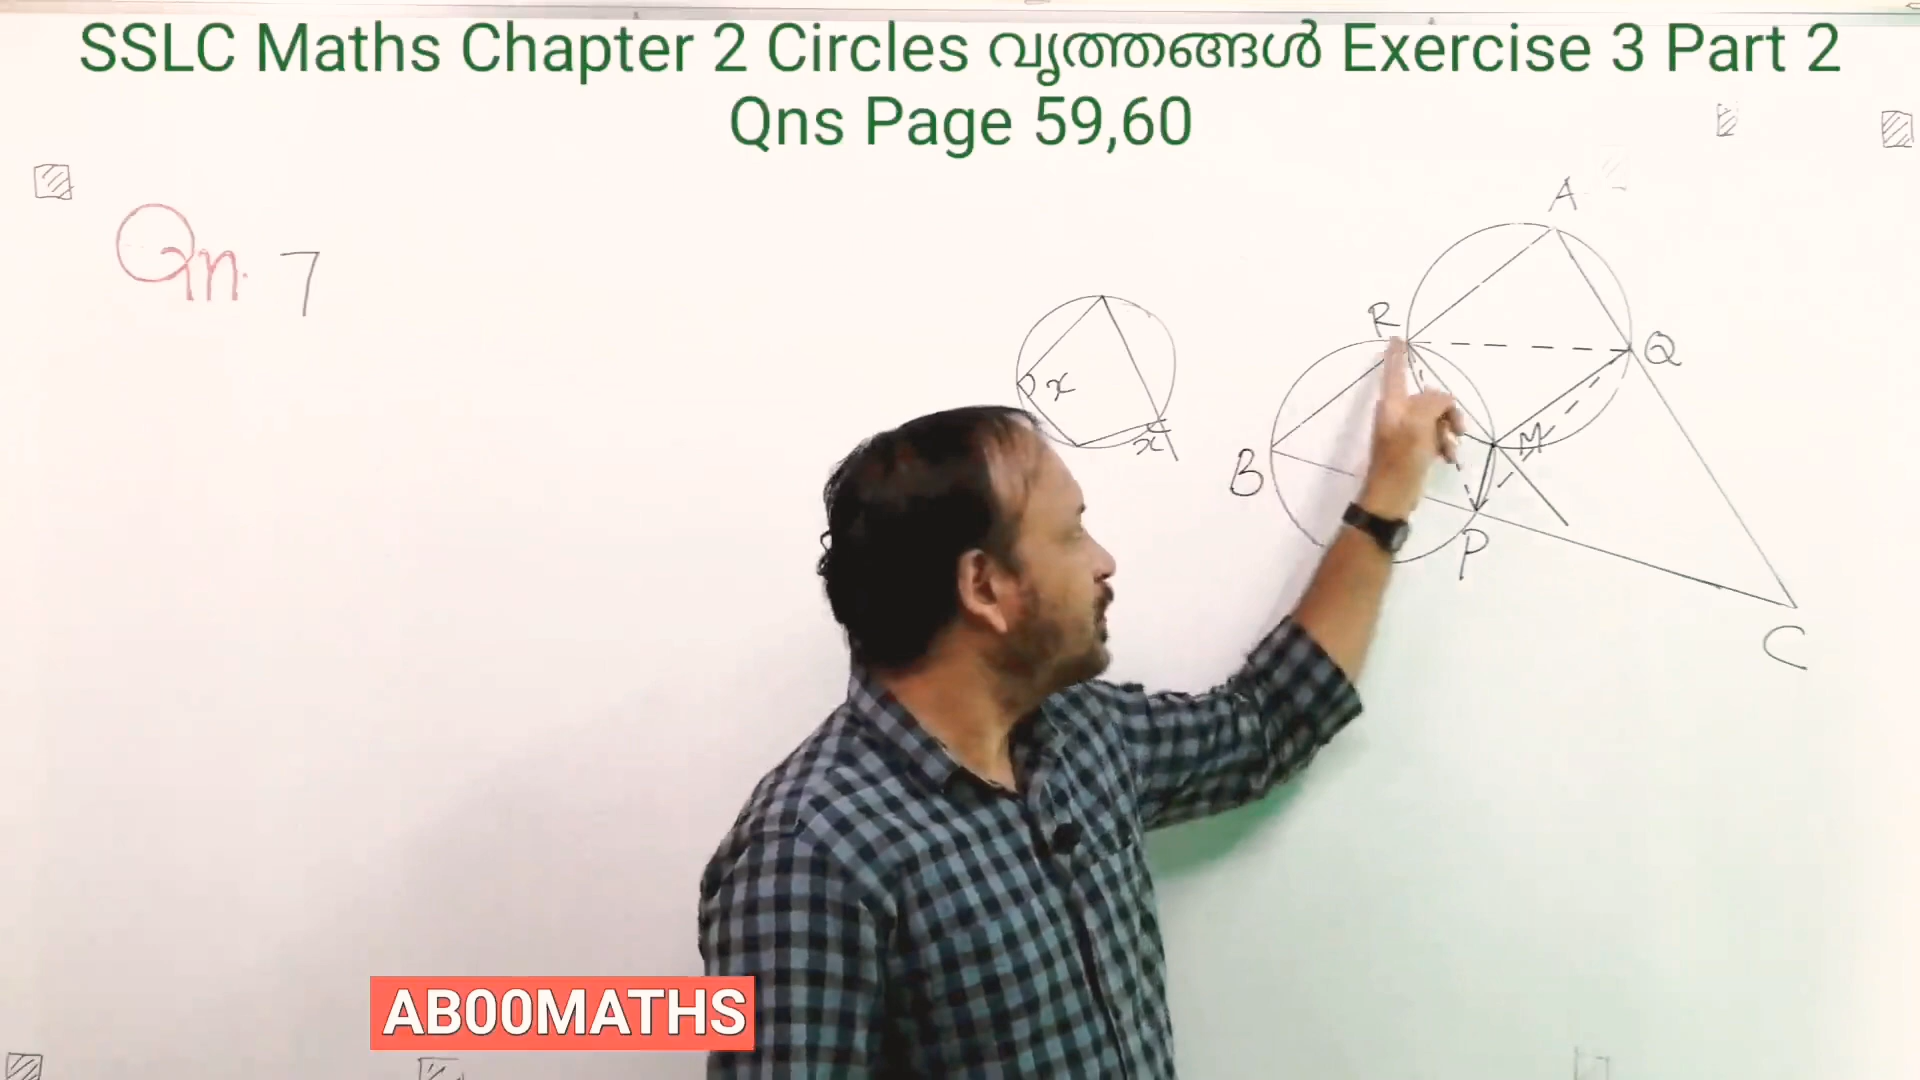 SSLC Maths Chapter 2 Circles വൃത്തങ്ങൾ Exercise 3 Part 2
Qns Page 59,60
Qn. 7
A
R
Q
x
x
M
B
P
C
AB00MATHS